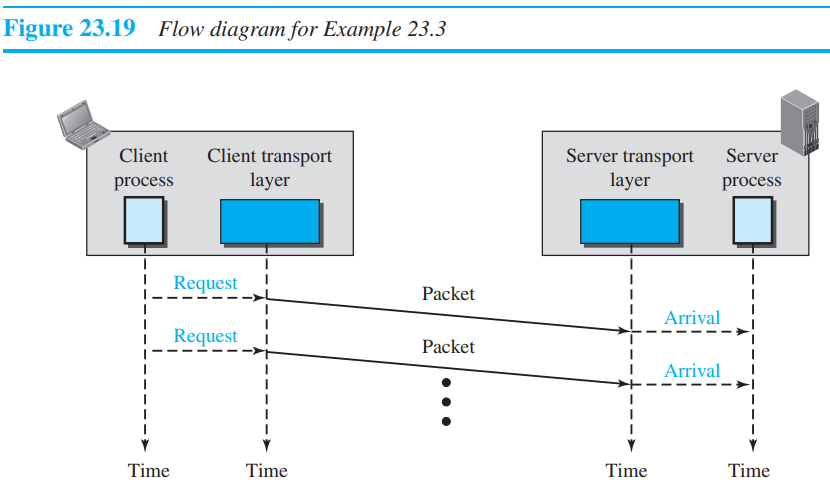 Figure 23.19 Flow diagram for Example 23.3
Client process
Client transport layer
Server transport layer
Server process
Request
Packet
Arrival
Request
Packet
Arrival
Time
Time
Time
Time